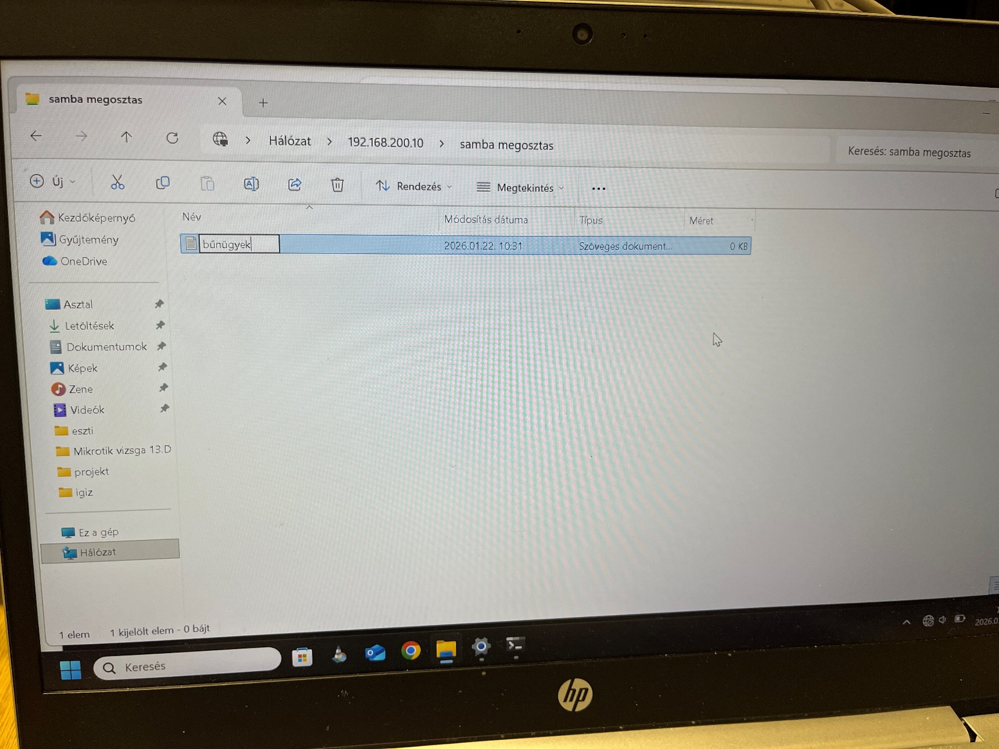 samba megosztas
Hálózat
192.168.200.10
samba megosztas
Keresés: samba megosztas
Új
Rendezés
Megtekintés
Név
Módosítás dátuma
Típus
Méret
bűnügyek
2026.01.22. 10:31
Szöveges dokument...
0 KB
Kezdőképernyő
Gyűjtemény
OneDrive
Asztal
Letöltések
Dokumentumok
Képek
Zene
Videók
eszti
Mikrotik vizsga 13.D
projekt
igiz
Ez a gép
Hálózat
1 elem
1 kijelölt elem - 0 bájt
Keresés
2026.0
hp